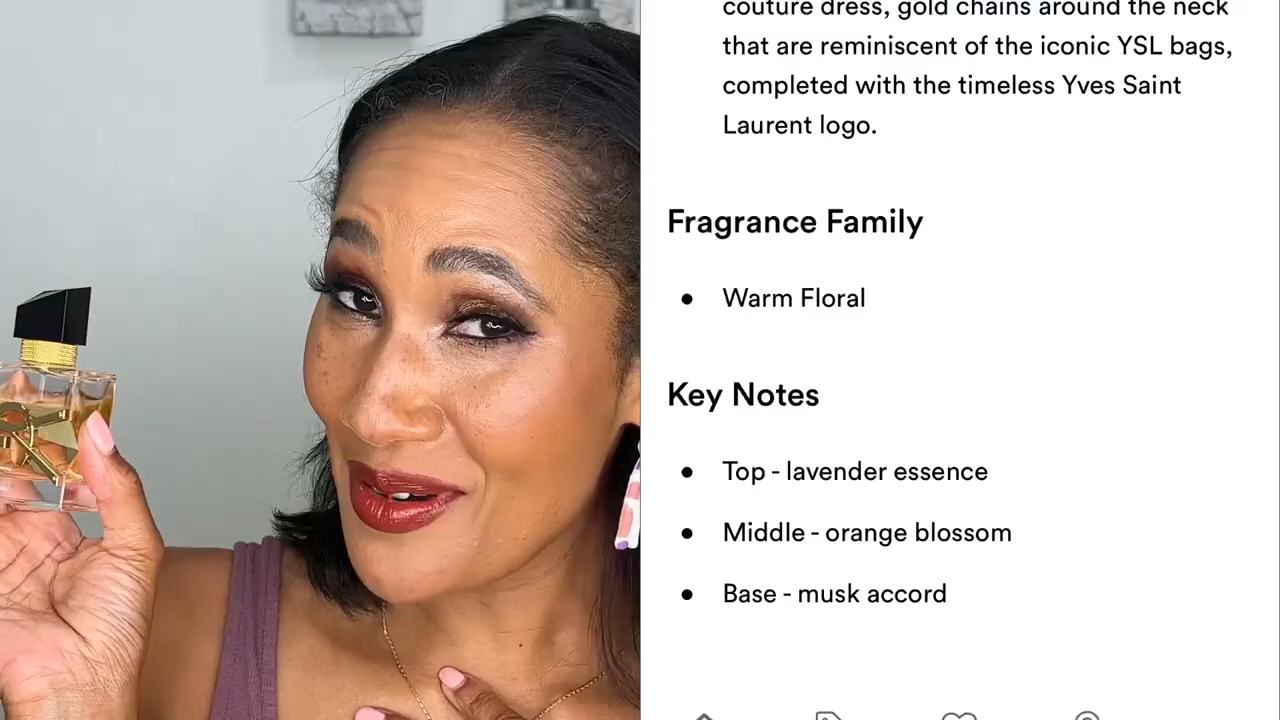 couture dress, gold chains around the neck
that are reminiscent of the iconic YSL bags,
completed with the timeless Yves Saint
Laurent logo.
Fragrance Family
● Warm Floral
Key Notes
● Top - lavender essence
● Middle - orange blossom
● Base - musk accord